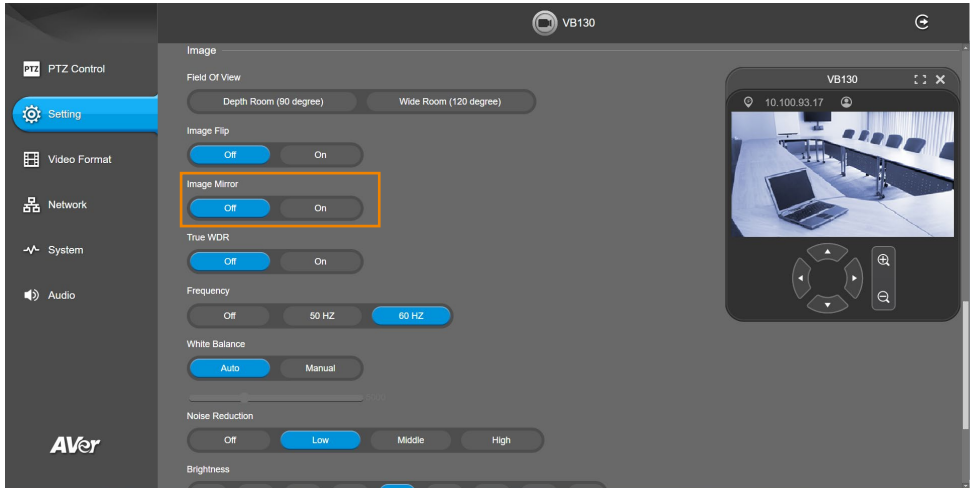 VB130
PTZ PTZ Control
Setting
Video Format
Network
System
Audio
AVer
Image
Field Of View
Depth Room (90 degree) Wide Room (120 degree)
Image Flip
Off On
Image Mirror
Off On
True WDR
Off On
Frequency
Off 50 HZ 60 HZ
White Balance
Auto Manual
Noise Reduction
Off Low Middle High
Brightness
VB130
10.100.93.17